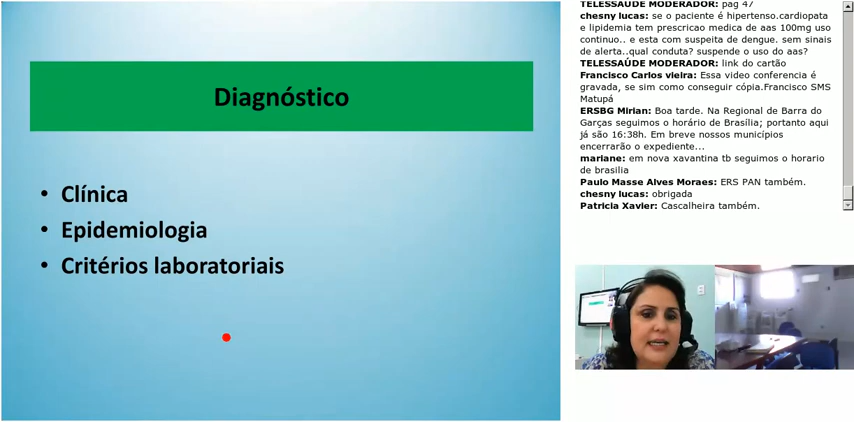 Diagnóstico
• Clínica
• Epidemiologia
• Critérios laboratoriais
TELESSAÚDE MODERADOR: pag 47
chesny lucas: se o paciente é hipertenso.cardiopata
e lipidemia tem prescricao medica de aas 100mg uso
continuo.. e esta com suspeita de dengue. sem sinais
de alerta..qual conduta? suspende o uso do aas?
TELESSAÚDE MODERADOR: link do cartão
Francisco Carlos vieira: Essa video conferencia é
gravada, se sim como conseguir cópia.Francisco SMS
Matupá
ERSBG Mirian: Boa tarde. Na Regional de Barra do
Garças seguimos o horário de Brasília; portanto aqui
já são 16:38h. Em breve nossos municípios
encerrarão o expediente...
mariane: em nova xavantina tb seguimos o horario
de brasilia
Paulo Masse Alves Moraes: ERS PAN também.
chesny lucas: obrigada
Patricia Xavier: Cascalheira também.